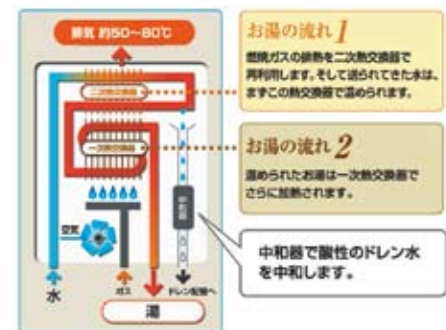 排気 約50〜80℃
二次熱交換器
一次熱交換器
空気
中和器
水
ガス
ドレン配管へ
湯
お湯の流れ 1
燃焼ガスの排熱を二次熱交換器で
再利用します。そして送られてきた水は、
まずこの熱交換器で温められます。
お湯の流れ 2
温められたお湯は一次熱交換器で
さらに加熱されます。
中和器で酸性のドレン水
を中和します。